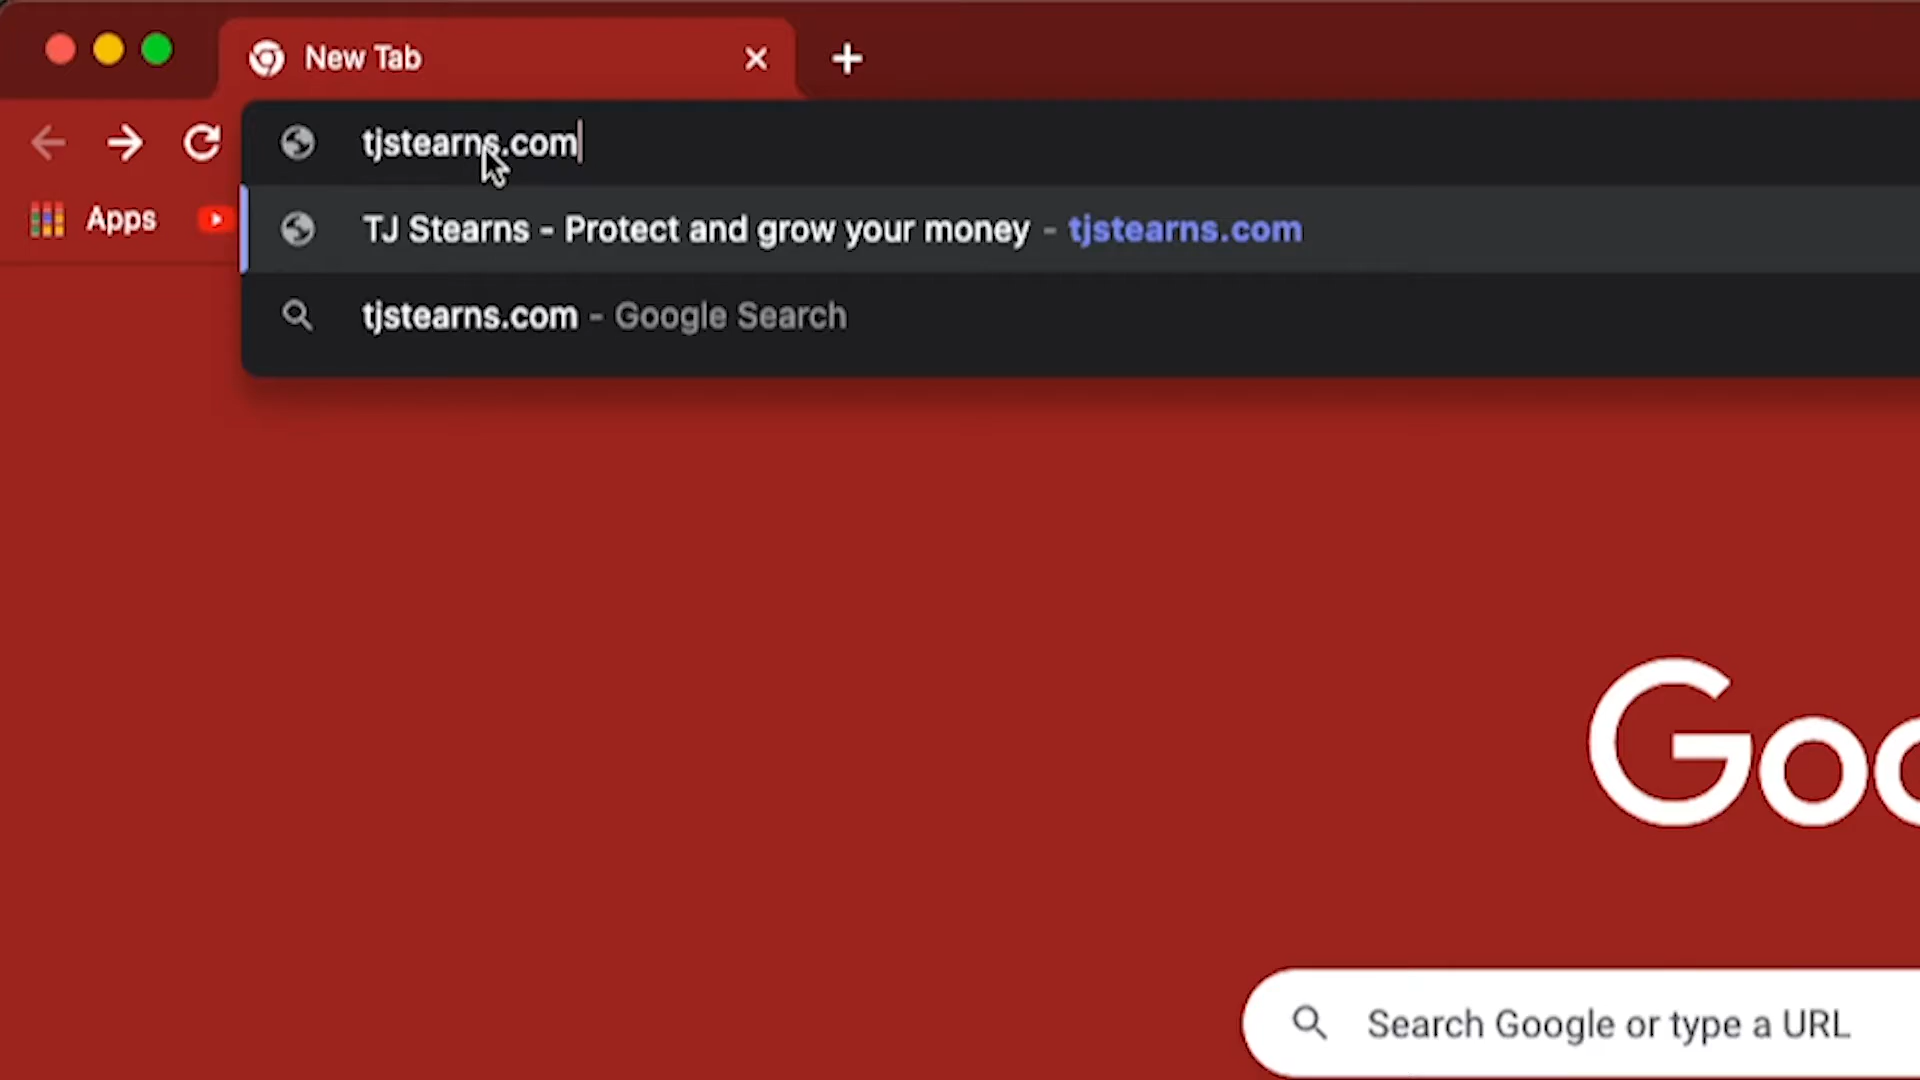 New Tab
tjstearns.com
Apps
TJ Stearns - Protect and grow your money - tjstearns.com
tjstearns.com - Google Search
Goo
Search Google or type a URL